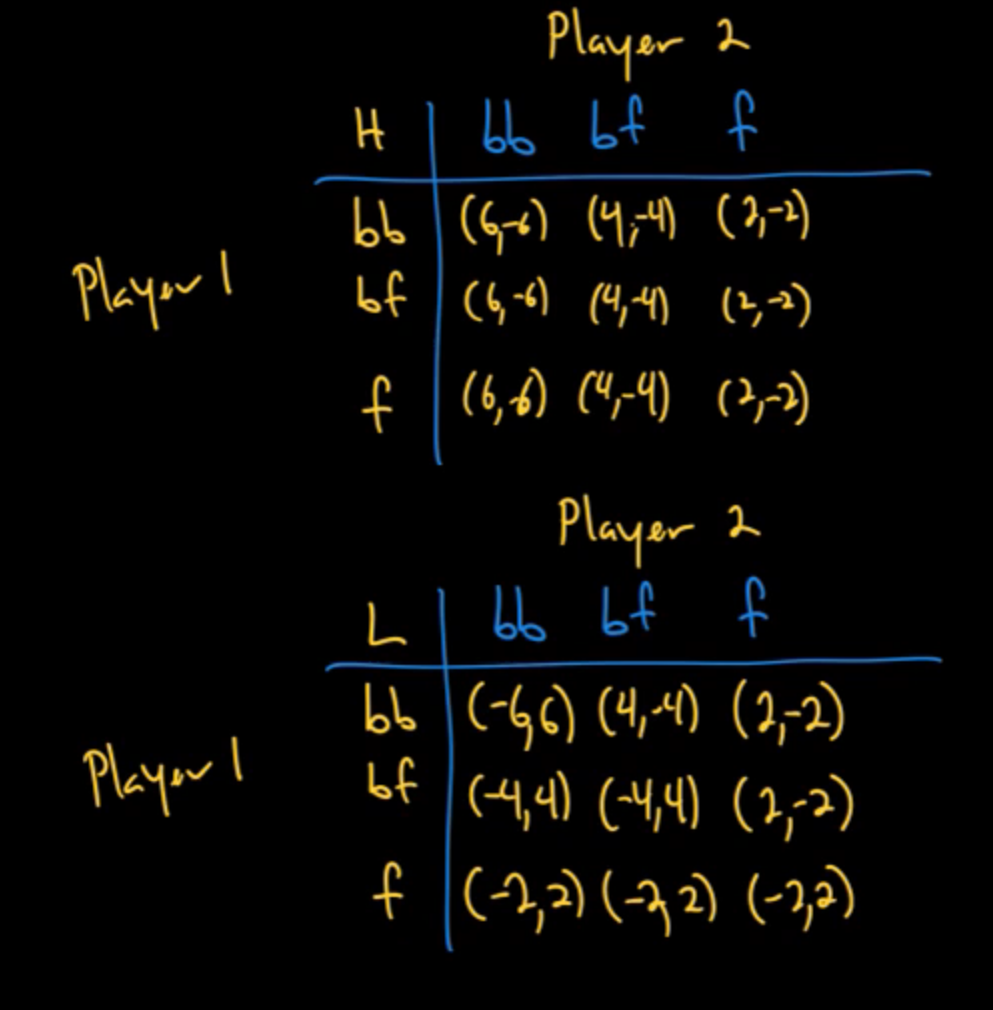 Player 2
H bb bf f
bb (6,-6) (4,-4) (2,-2)
Player 1
bf (6,-6) (4,-4) (2,-2)
f (6,-6) (4,-4) (2,-2)
Player 2
L bb bf f
bb (-6,6) (4,-4) (2,-2)
Player 1
bf (-4,4) (-4,4) (2,-2)
f (-2,2) (-2,2) (-2,2)